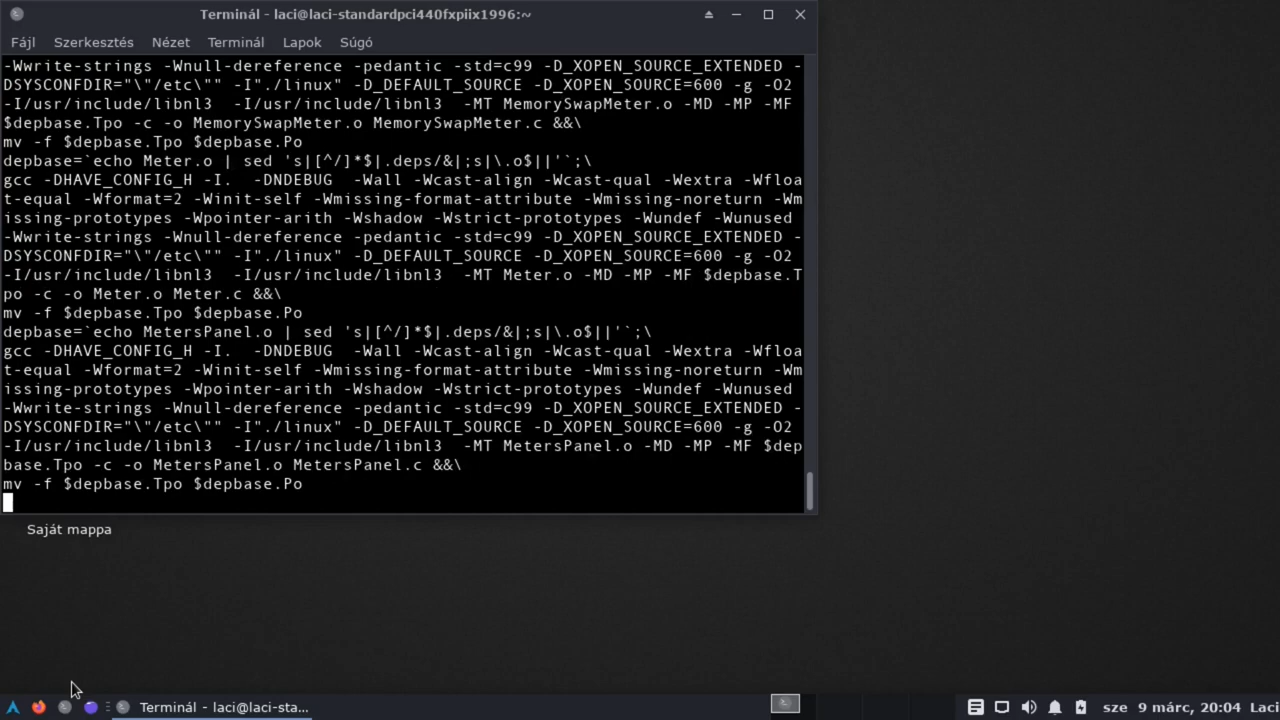 Terminál - laci@laci-standardpci440fxpiix1996:~
Fájl Szerkesztés Nézet Terminál Lapok Súgó
-Wwrite-strings -Wnull-dereference -pedantic -std=c99 -D_XOPEN_SOURCE_EXTENDED -
DSYSCONFDIR="\"/etc\"" -I"./linux" -D_DEFAULT_SOURCE -D_XOPEN_SOURCE=600 -g -O2
-I/usr/include/libnl3  -I/usr/include/libnl3  -MT MemorySwapMeter.o -MD -MP -MF
$depbase.Tpo -c -o MemorySwapMeter.o MemorySwapMeter.c &&\
mv -f $depbase.Tpo $depbase.Po
depbase=`echo Meter.o | sed 's|[^/]*$|.deps/&|;s|\.o$||'`;\
gcc -DHAVE_CONFIG_H -I.  -DNDEBUG  -Wall -Wcast-align -Wcast-qual -Wextra -Wfloa
t-equal -Wformat=2 -Winit-self -Wmissing-format-attribute -Wmissing-noreturn -Wm
issing-prototypes -Wpointer-arith -Wshadow -Wstrict-prototypes -Wundef -Wunused
-Wwrite-strings -Wnull-dereference -pedantic -std=c99 -D_XOPEN_SOURCE_EXTENDED -
DSYSCONFDIR="\"/etc\"" -I"./linux" -D_DEFAULT_SOURCE -D_XOPEN_SOURCE=600 -g -O2
-I/usr/include/libnl3  -I/usr/include/libnl3  -MT Meter.o -MD -MP -MF $depbase.T
po -c -o Meter.o Meter.c &&\
mv -f $depbase.Tpo $depbase.Po
depbase=`echo MetersPanel.o | sed 's|[^/]*$|.deps/&|;s|\.o$||'`;\
gcc -DHAVE_CONFIG_H -I.  -DNDEBUG  -Wall -Wcast-align -Wcast-qual -Wextra -Wfloa
t-equal -Wformat=2 -Winit-self -Wmissing-format-attribute -Wmissing-noreturn -Wm
issing-prototypes -Wpointer-arith -Wshadow -Wstrict-prototypes -Wundef -Wunused
-Wwrite-strings -Wnull-dereference -pedantic -std=c99 -D_XOPEN_SOURCE_EXTENDED -
DSYSCONFDIR="\"/etc\"" -I"./linux" -D_DEFAULT_SOURCE -D_XOPEN_SOURCE=600 -g -O2
-I/usr/include/libnl3  -I/usr/include/libnl3  -MT MetersPanel.o -MD -MP -MF $dep
base.Tpo -c -o MetersPanel.o MetersPanel.c &&\
mv -f $depbase.Tpo $depbase.Po
Saját mappa
Terminál - laci@laci-sta... sze 9 márc, 20:04 Laci